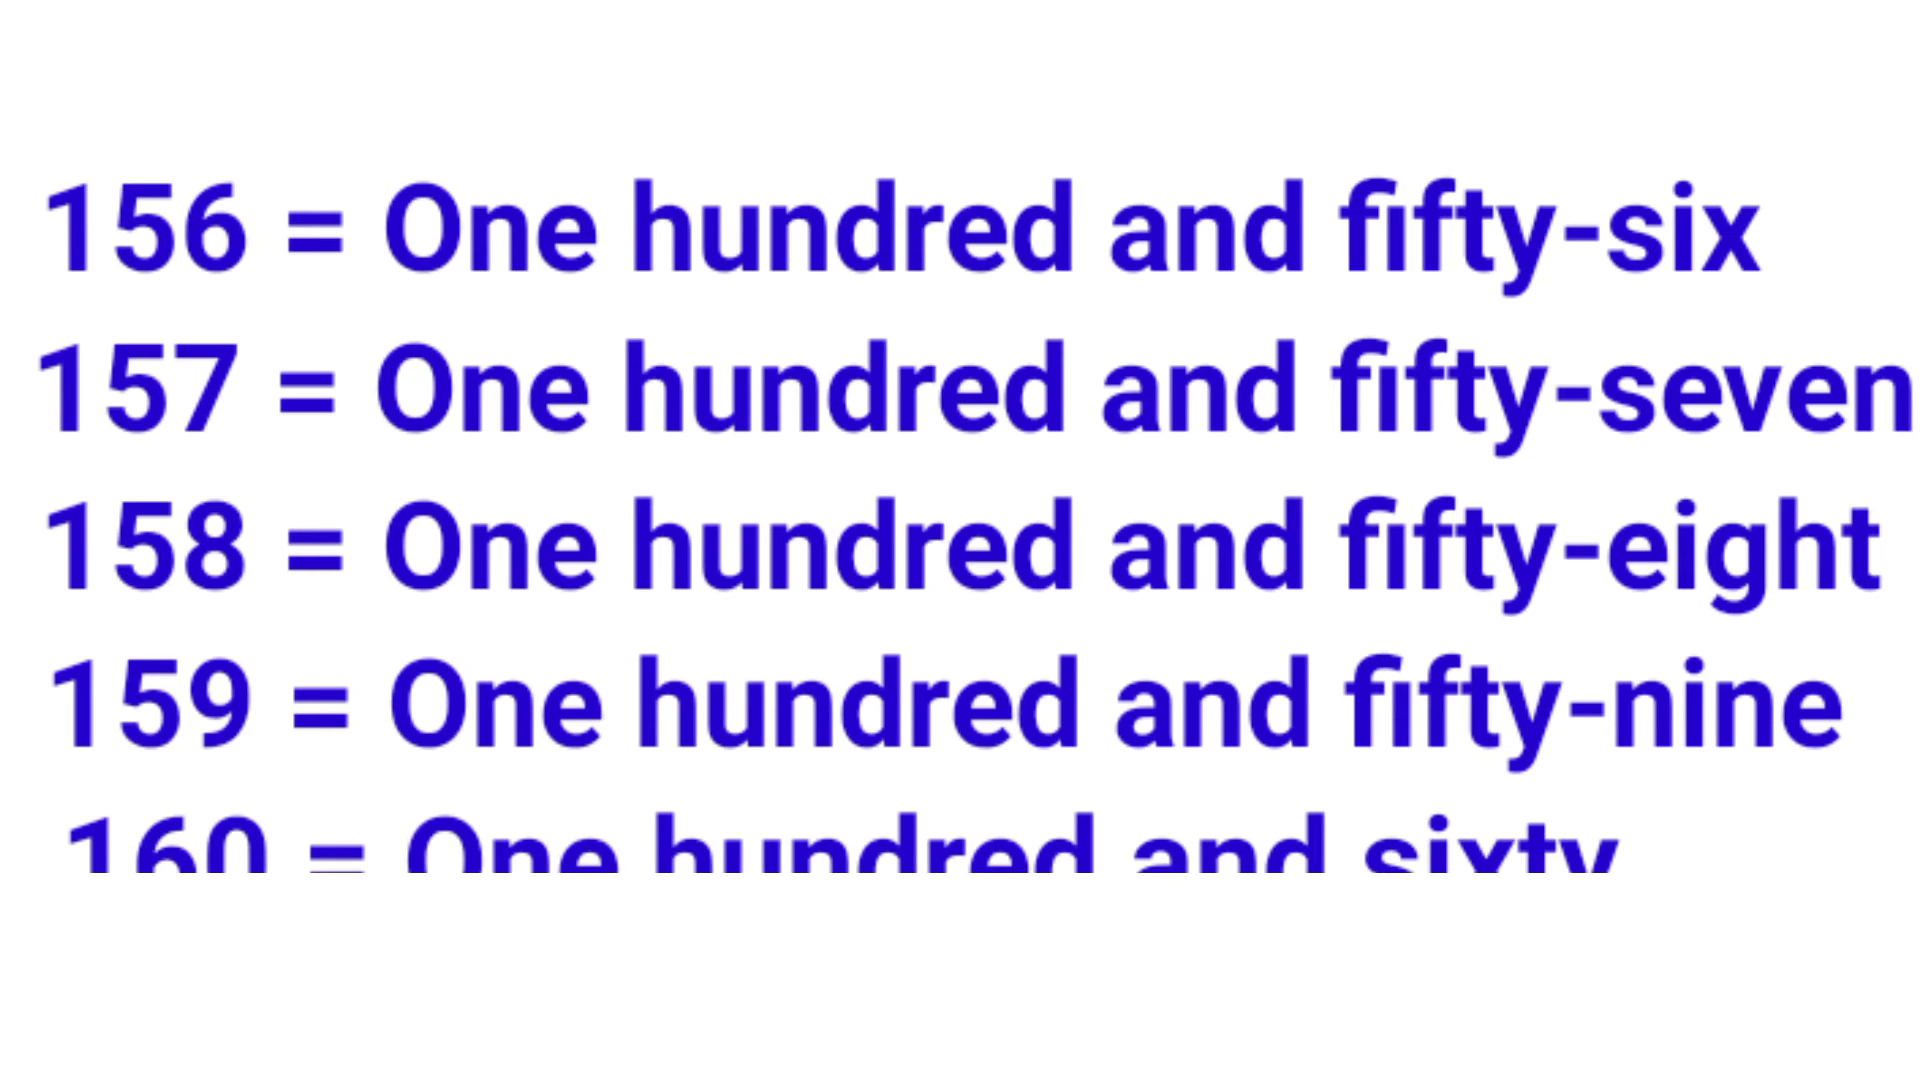 156 = One hundred and fifty-six
157 = One hundred and fifty-seven
158 = One hundred and fifty-eight
159 = One hundred and fifty-nine
160 = One hundred and sixty